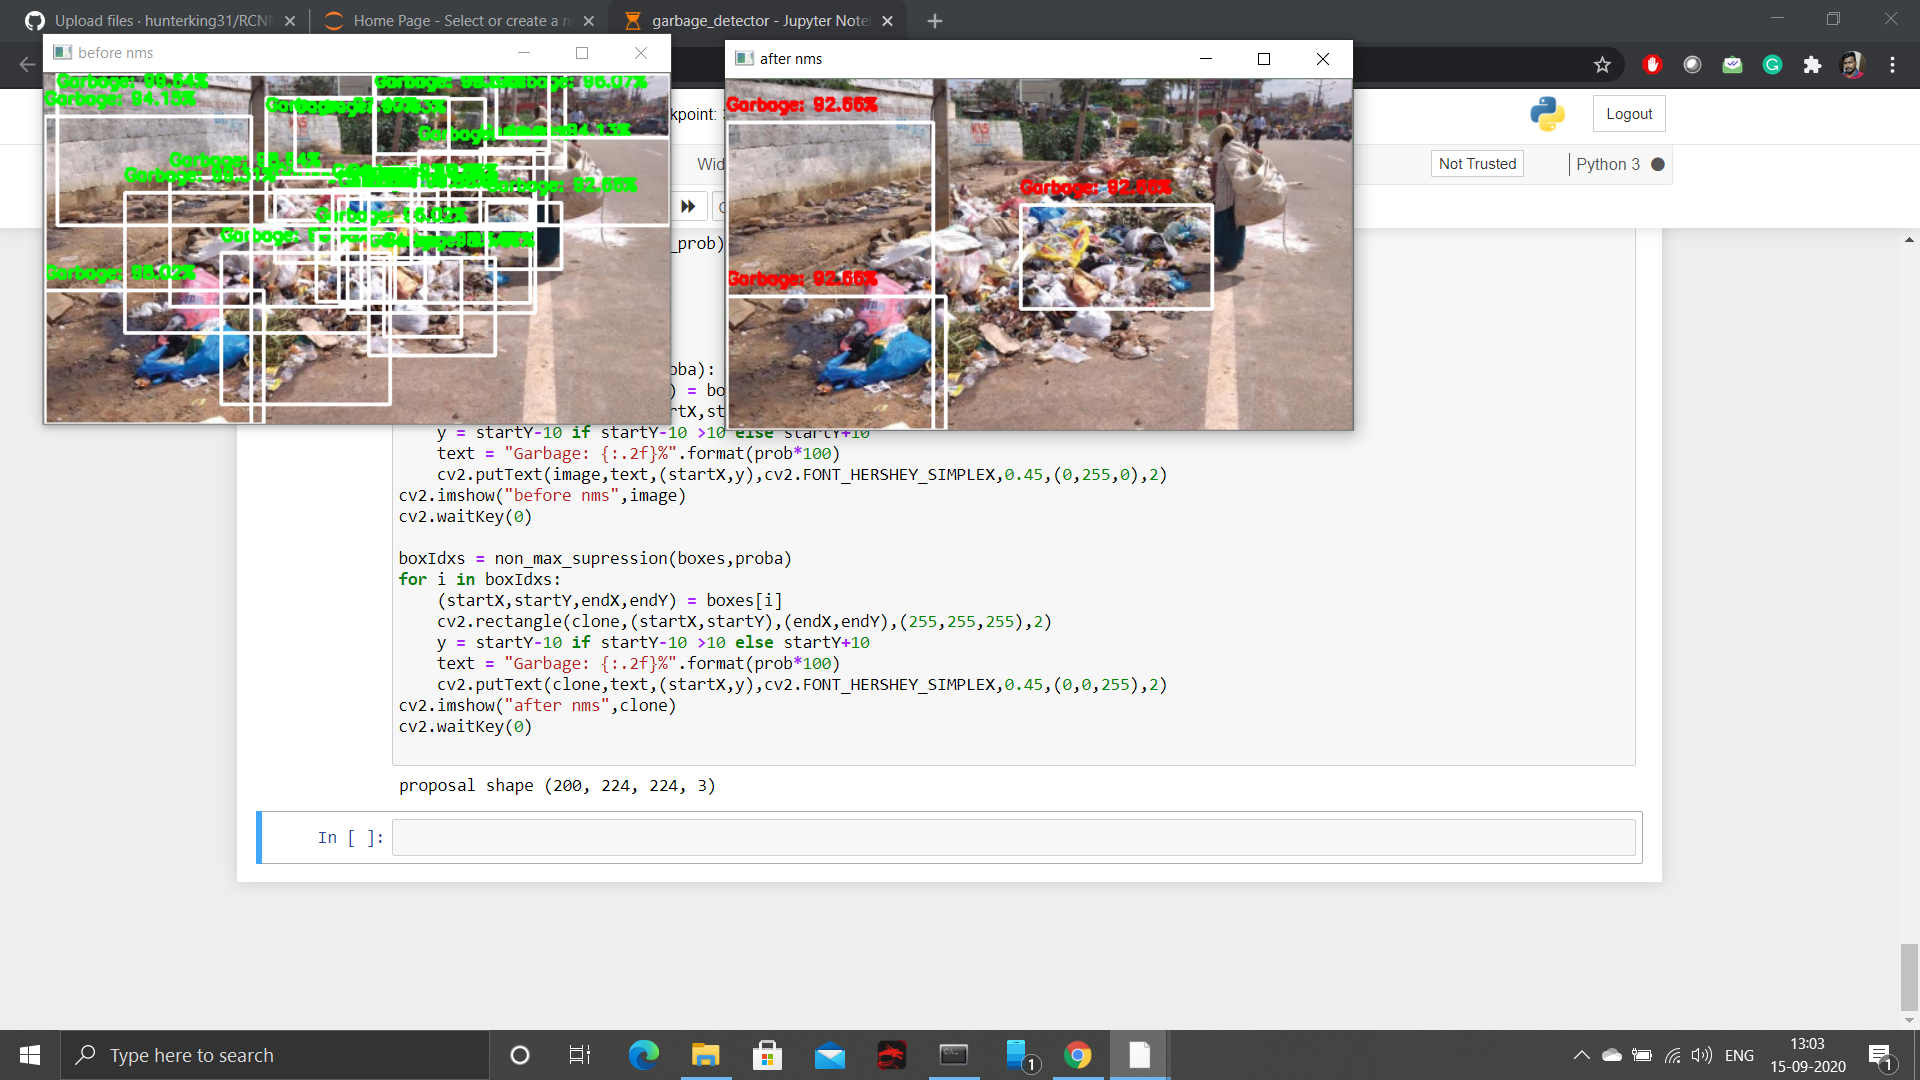 Upload files · hunterking31/RCN
Home Page - Select or create a n
garbage_detector - Jupyter Note
before nms
after nms
Garbage: 99.64%
Garbage: 94.15%
96.07%
Garbage: 92.66%
Garbage: 92.66%
Garbage: 92.66%
Garbage: 92.66%
Garbage: 96.02%
kpoint:
Logout
Wid
Not Trusted
Python 3
_prob)
oba):
) = bo
rtX,st
y = startY-10 if startY-10 >10 else startY+10
text = "Garbage: {:.2f}%".format(prob*100)
cv2.putText(image,text,(startX,y),cv2.FONT_HERSHEY_SIMPLEX,0.45,(0,255,0),2)
cv2.imshow("before nms",image)
cv2.waitKey(0)
boxIdxs = non_max_supression(boxes,proba)
for i in boxIdxs:
(startX,startY,endX,endY) = boxes[i]
cv2.rectangle(clone,(startX,startY),(endX,endY),(255,255,255),2)
y = startY-10 if startY-10 >10 else startY+10
text = "Garbage: {:.2f}%".format(prob*100)
cv2.putText(clone,text,(startX,y),cv2.FONT_HERSHEY_SIMPLEX,0.45,(0,0,255),2)
cv2.imshow("after nms",clone)
cv2.waitKey(0)
proposal shape (200, 224, 224, 3)
In [ ]:
Type here to search
1
ENG
13:03
15-09-2020
1